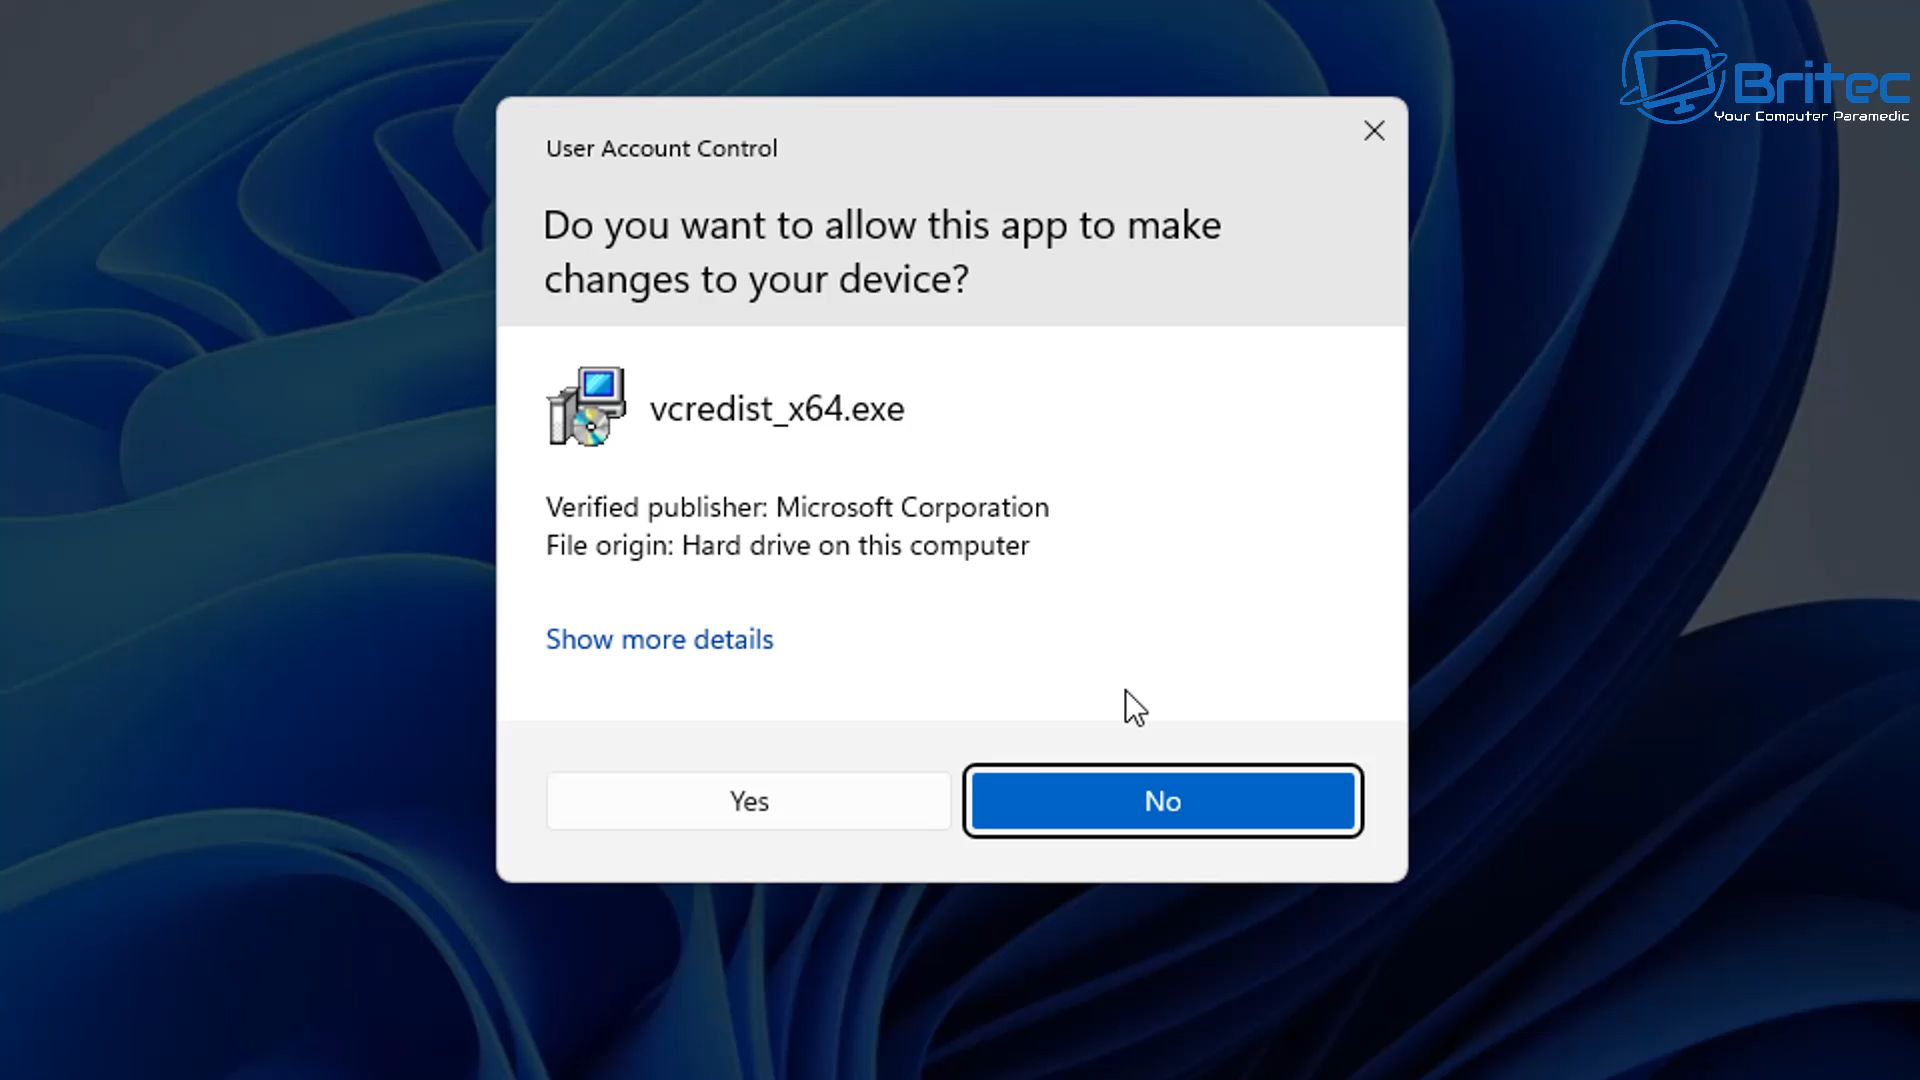 Britec
Your Computer Paramedic
User Account Control
Do you want to allow this app to make
changes to your device?
vcredist_x64.exe
Verified publisher: Microsoft Corporation
File origin: Hard drive on this computer
Show more details
Yes
No